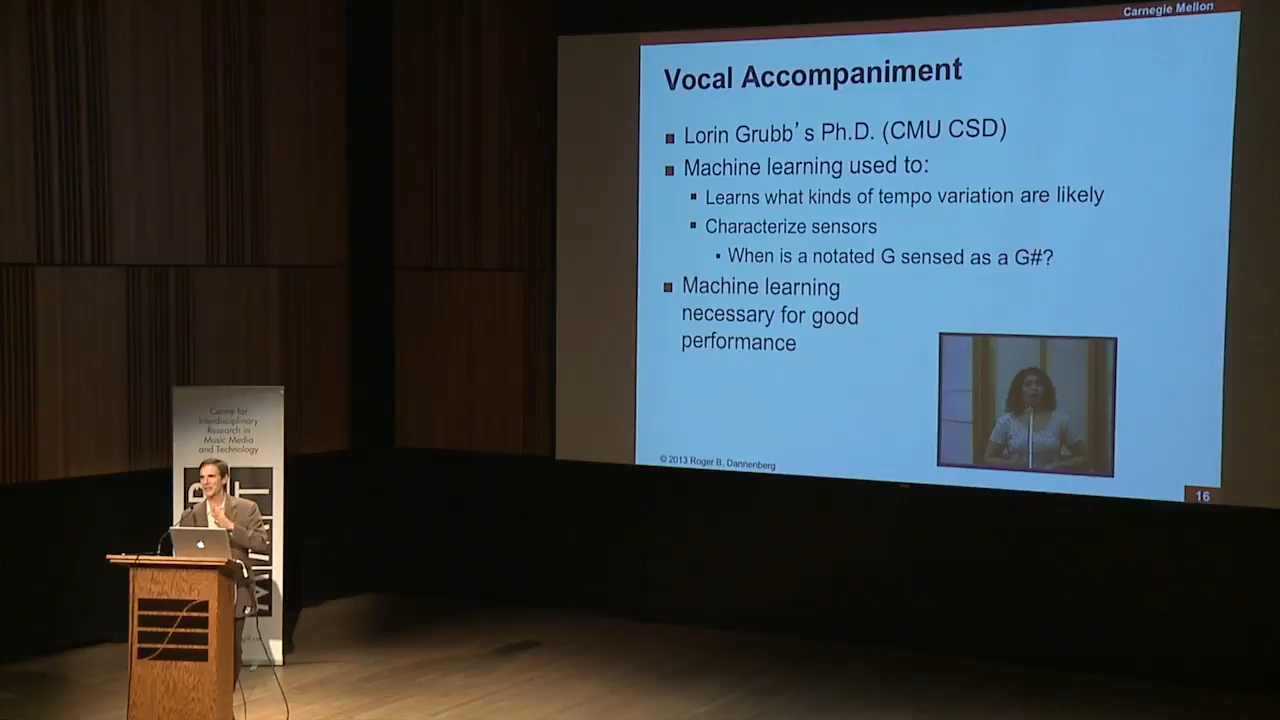 Carnegie Mellon
Vocal Accompaniment
Lorin Grubb's Ph.D. (CMU CSD)
Machine learning used to:
Learns what kinds of tempo variation are likely
Characterize sensors
When is a notated G sensed as a G#?
Machine learning
necessary for good
performance
© 2013 Roger B. Dannenberg
16
Centre for
Interdisciplinary
Research in
Music Media
and Technology